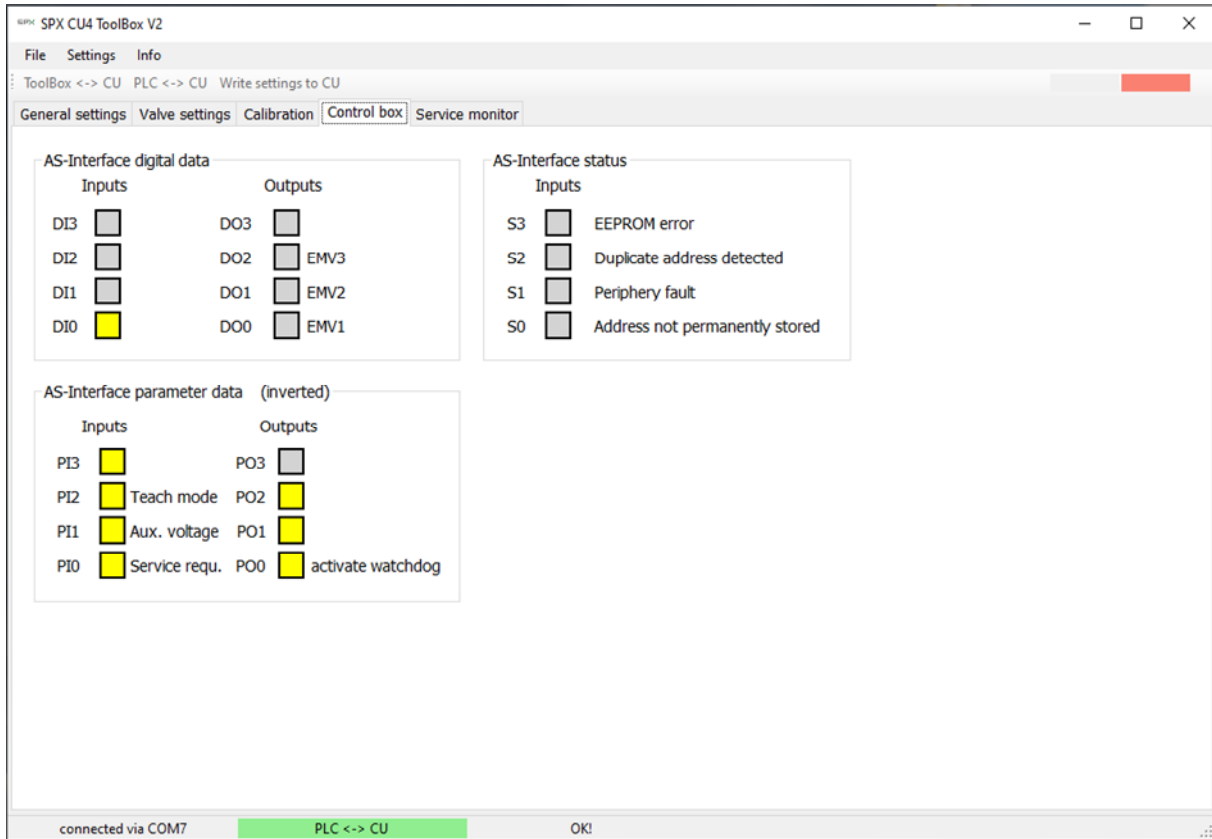 SPX SPX CU4 ToolBox V2
File Settings Info
ToolBox <-> CU PLC <-> CU Write settings to CU
General settings Valve settings Calibration Control box Service monitor
AS-Interface digital data
Inputs Outputs
DI3 DO3
DI2 DO2 EMV3
DI1 DO1 EMV2
DI0 DO0 EMV1
AS-Interface status
Inputs
S3 EEPROM error
S2 Duplicate address detected
S1 Periphery fault
S0 Address not permanently stored
AS-Interface parameter data (inverted)
Inputs Outputs
PI3 PO3
PI2 Teach mode PO2
PI1 Aux. voltage PO1
PI0 Service requ. PO0 activate watchdog
connected via COM7 PLC <-> CU OK!